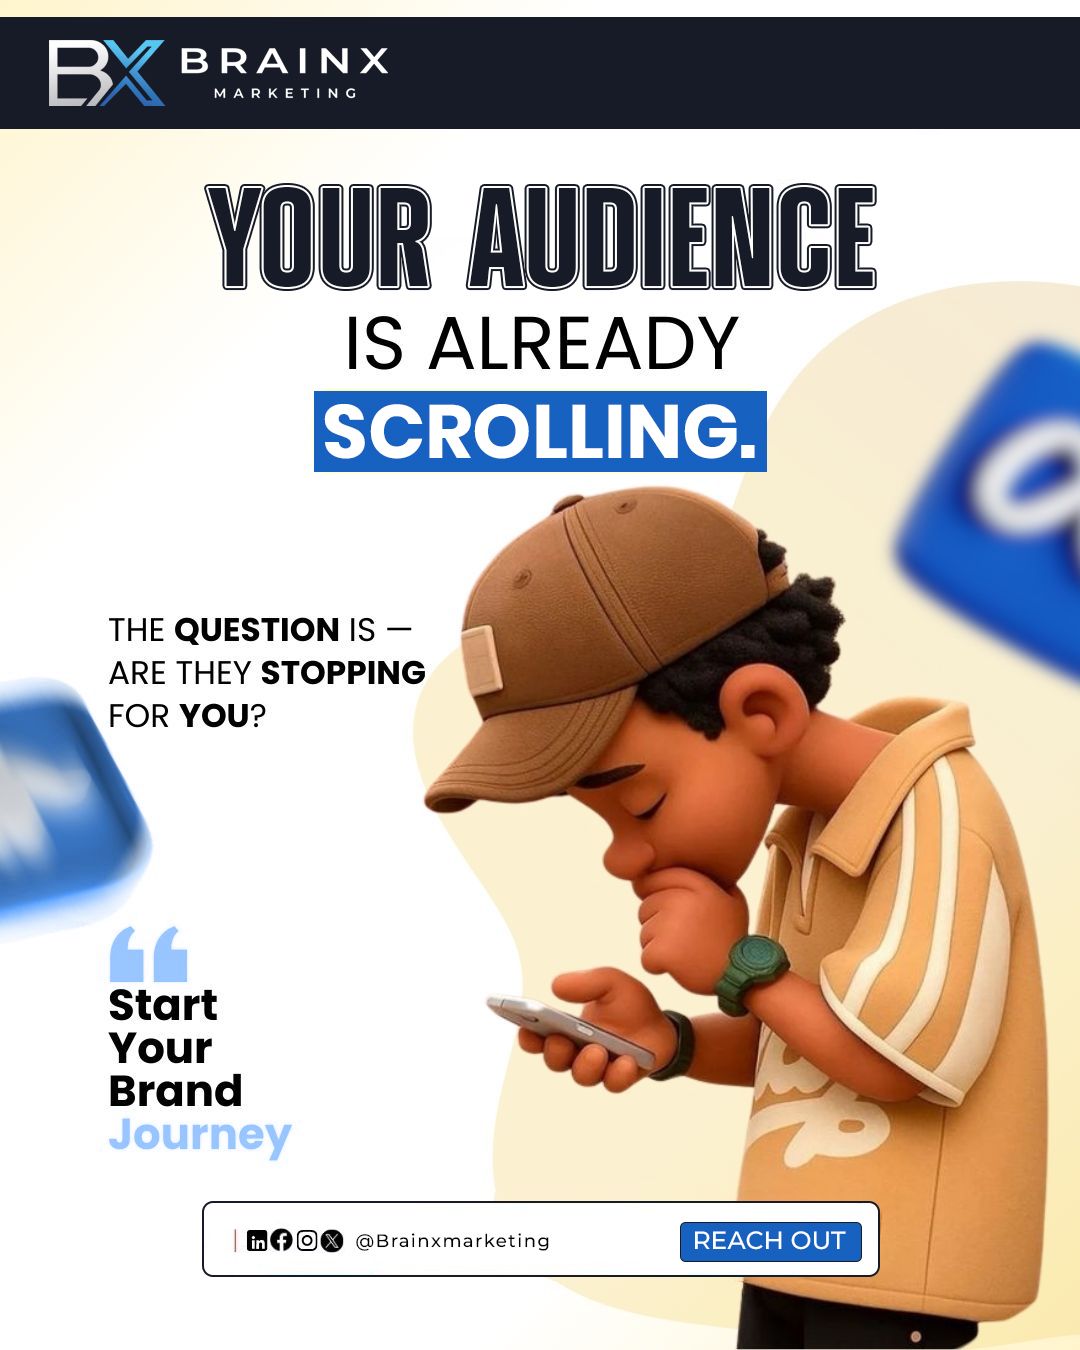 BX BRAINX
MARKETING
YOUR AUDIENCE
IS ALREADY
SCROLLING.
THE QUESTION IS —
ARE THEY STOPPING
FOR YOU?
“
Start
Your
Brand
Journey
@Brainxmarketing
REACH OUT